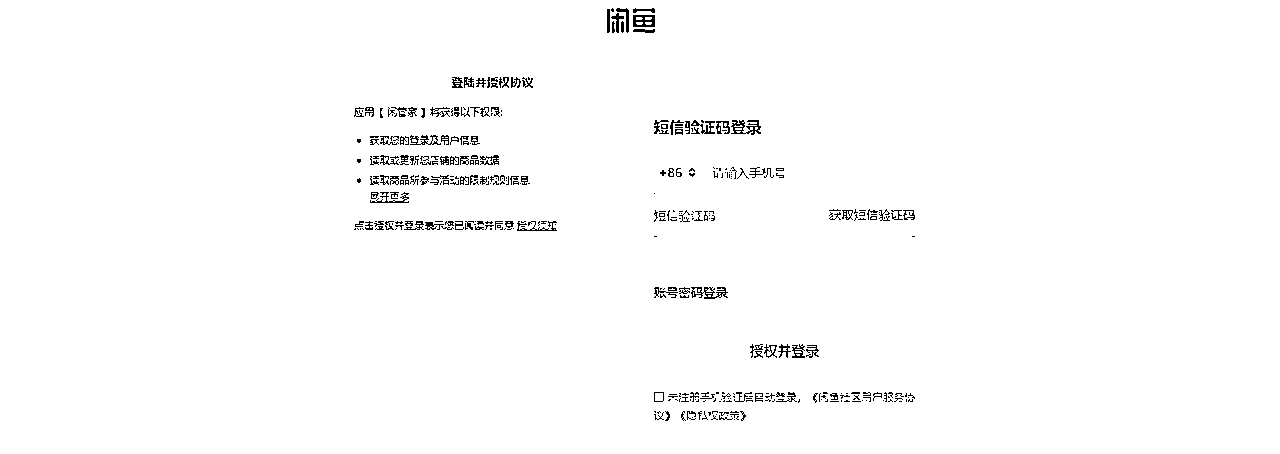 闲鱼
登陆并授权协议
应用【闲管家】将获得以下权限:
获取您的登录及用户信息
读取或更新您店铺的商品数据
读取商品所参与活动的限制规则信息
展开更多
点击授权并登录表示您已阅读并同意 授权须知
短信验证码登录
+86 请输入手机号
短信验证码 获取短信验证码
账号密码登录
授权并登录
未注册手机验证后自动登录，《闲鱼社区用户服务协
议》《隐私权政策》